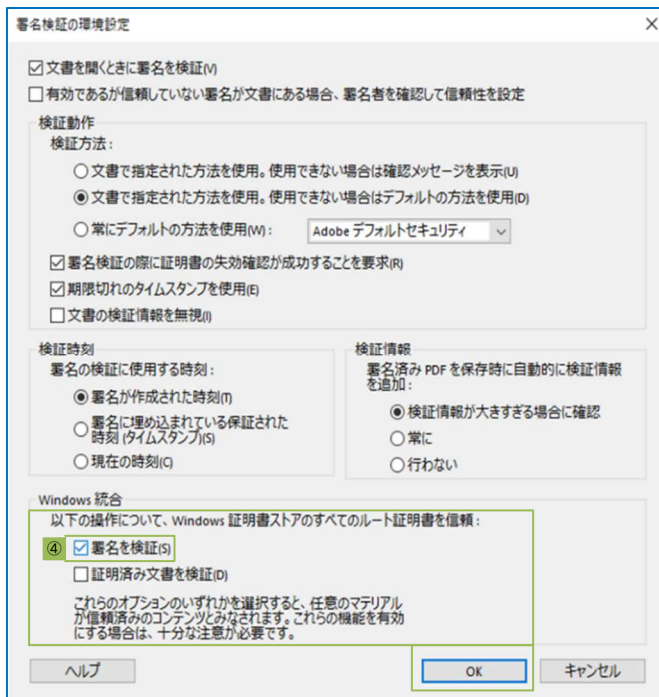 署名検証の環境設定
文書を開くときに署名を検証(V)
有効であるが信頼していない署名が文書にある場合、署名者を確認して信頼性を設定
検証動作
検証方法：
文書で指定された方法を使用。使用できない場合は確認メッセージを表示(U)
文書で指定された方法を使用。使用できない場合はデフォルトの方法を使用(D)
常にデフォルトの方法を使用(W)： Adobe デフォルトセキュリティ
署名検証の際に証明書の失効確認が成功することを要求(R)
期限切れのタイムスタンプを使用(E)
文書の検証情報を無視(I)
検証時刻
署名の検証に使用する時刻：
署名が作成された時刻(T)
署名に埋め込まれている保証された
時刻 (タイムスタンプ)(S)
現在の時刻(C)
検証情報
署名済み PDF を保存時に自動的に検証情報
を追加：
検証情報が大きすぎる場合に確認
常に
行わない
Windows 統合
以下の操作について、Windows 証明書ストアのすべてのルート証明書を信頼：
④ 署名を検証(S)
証明済み文書を検証(D)
これらのオプションのいずれかを選択すると、任意のマテリアル
が信頼済みのコンテンツとみなされます。これらの機能を有効
にする場合は、十分な注意が必要です。
ヘルプ OK キャンセル